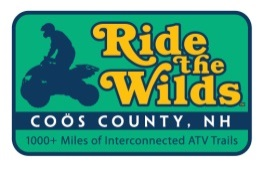 Ride
the
Wilds
COÖS COUNTY, NH
1000+ Miles of Interconnected ATV Trails